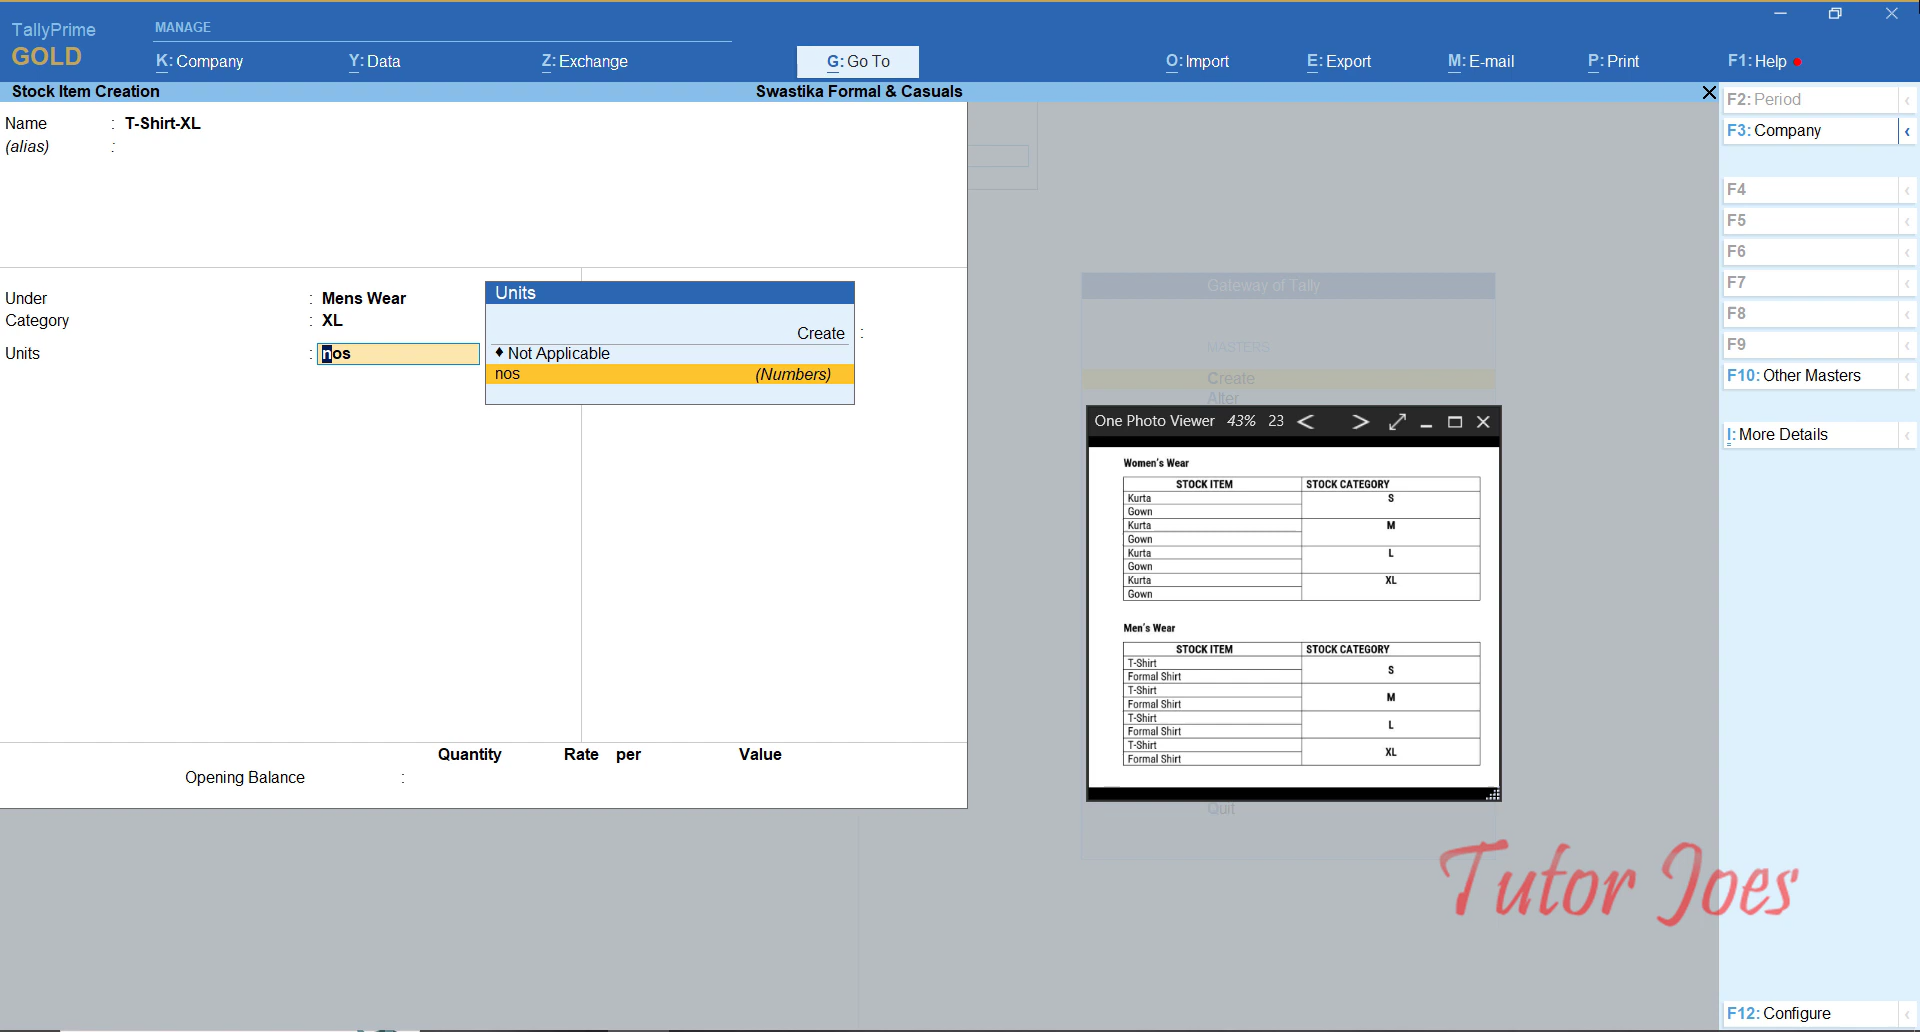 TallyPrime
GOLD
MANAGE
K: Company
Y: Data
Z: Exchange
G: Go To
O: Import
E: Export
M: E-mail
P: Print
F1: Help
Stock Item Creation
Swastika Formal & Casuals
Name : T-Shirt-XL
(alias) :
Under : Mens Wear
Category : XL
Units : nos
Units
Create
:
♦ Not Applicable
nos (Numbers)
Quantity Rate per Value
Opening Balance :
Gateway of Tally
MASTERS
Create
Alter
One Photo Viewer 43% 23
Women's Wear
STOCK ITEM STOCK CATEGORY
Kurta S
Gown
Kurta M
Gown
Kurta L
Gown
Kurta XL
Gown
Men's Wear
STOCK ITEM STOCK CATEGORY
T-Shirt S
Formal Shirt
T-Shirt M
Formal Shirt
T-Shirt L
Formal Shirt
T-Shirt XL
Formal Shirt
Quit
Tutor Joes
F2: Period
F3: Company
F4
F5
F6
F7
F8
F9
F10: Other Masters
I: More Details
F12: Configure